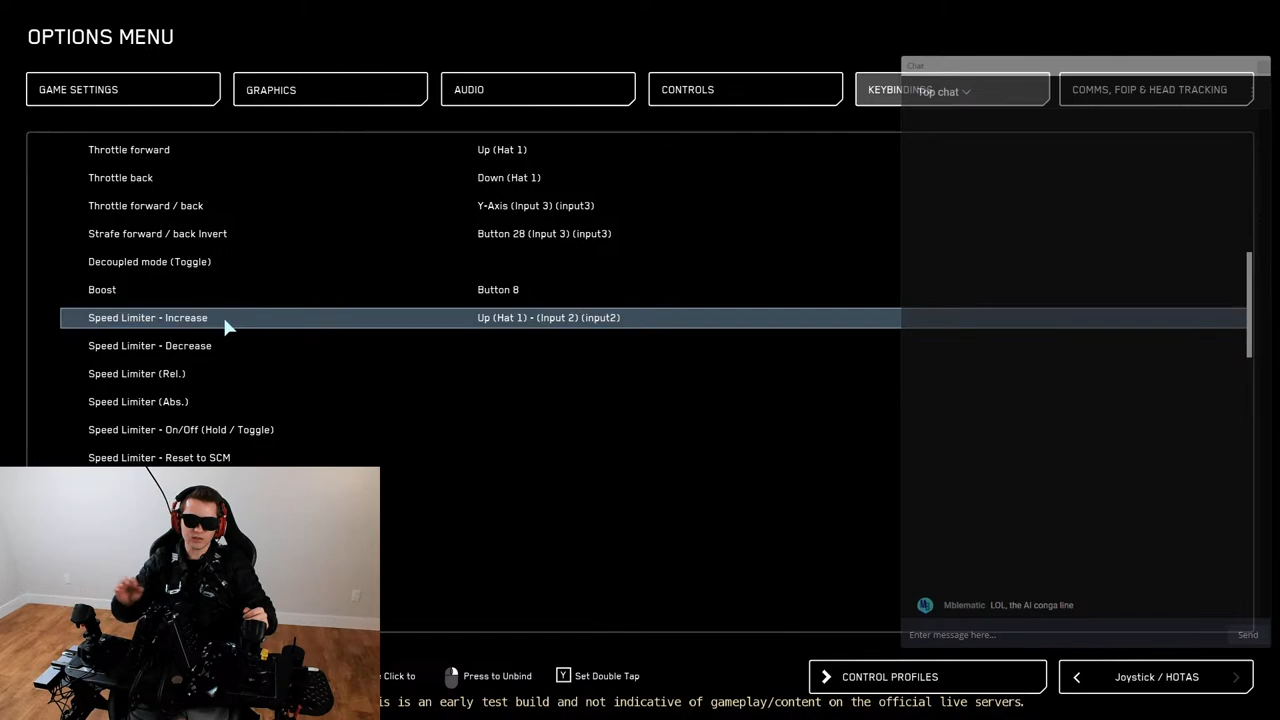 OPTIONS MENU
GAME SETTINGS
GRAPHICS
AUDIO
CONTROLS
KEYBINDINGS
COMMS, FOIP & HEAD TRACKING
Chat
Top chat
Throttle forward Up (Hat 1)
Throttle back Down (Hat 1)
Throttle forward / back Y-Axis (Input 3) (input3)
Strafe forward / back Invert Button 28 (Input 3) (input3)
Decoupled mode (Toggle)
Boost Button 8
Speed Limiter - Increase Up (Hat 1) - (Input 2) (input2)
Speed Limiter - Decrease
Speed Limiter (Rel.)
Speed Limiter (Abs.)
Speed Limiter - On/Off (Hold / Toggle)
Speed Limiter - Reset to SCM
Mblematic LOL, the AI conga line
Enter message here... Send
Click to Press to Unbind Y Set Double Tap
CONTROL PROFILES
Joystick / HOTAS
is is an early test build and not indicative of gameplay/content on the official live servers.